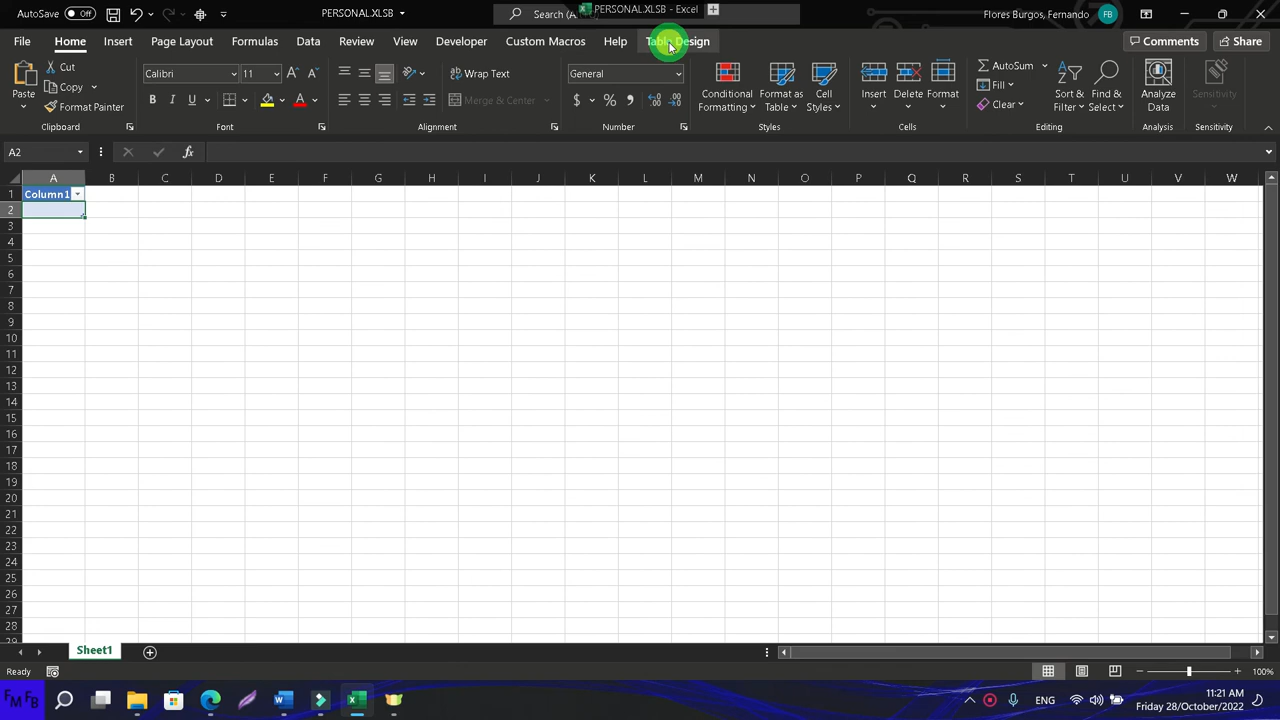 AutoSave Off
PERSONAL.XLSB
Search (A
PERSONAL.XLSB - Excel
Flores Burgos, Fernando FB
File Home Insert Page Layout Formulas Data Review View Developer Custom Macros Help Table Design
Comments Share
Paste
Cut
Copy
Format Painter
Clipboard
Calibri 11
B I U
Font
Wrap Text
Merge & Center
Alignment
General
$ % ,
Number
Conditional Formatting
Format as Table
Cell Styles
Styles
Insert Delete Format
Cells
AutoSum
Fill
Clear
Sort & Filter
Find & Select
Editing
Analyze Data
Analysis
Sensitivity
Sensitivity
A2 fx
A B C D E F G H I J K L M N O P Q R S T U V W
1 Column1
2
3
4
5
6
7
8
9
10
11
12
13
14
15
16
17
18
19
20
21
22
23
24
25
26
27
28
29
Sheet1
Ready 100%
FM FB
ENG
11:21 AM
Friday 28/October/2022